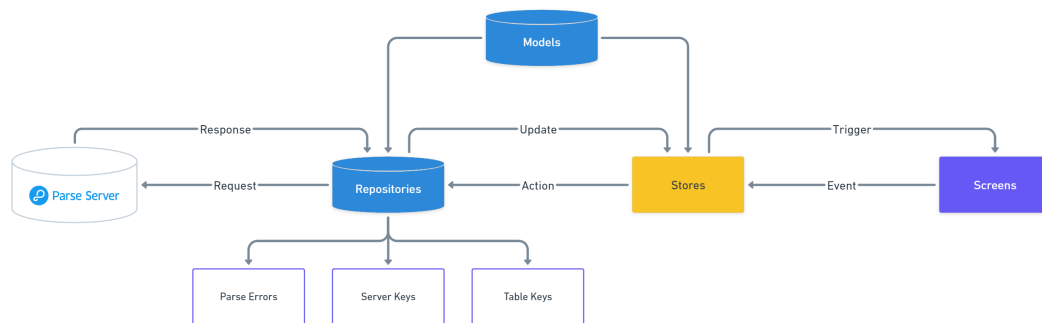 Models
Response
Update
Trigger
Parse Server
Request
Repositories
Action
Stores
Event
Screens
Parse Errors
Server Keys
Table Keys